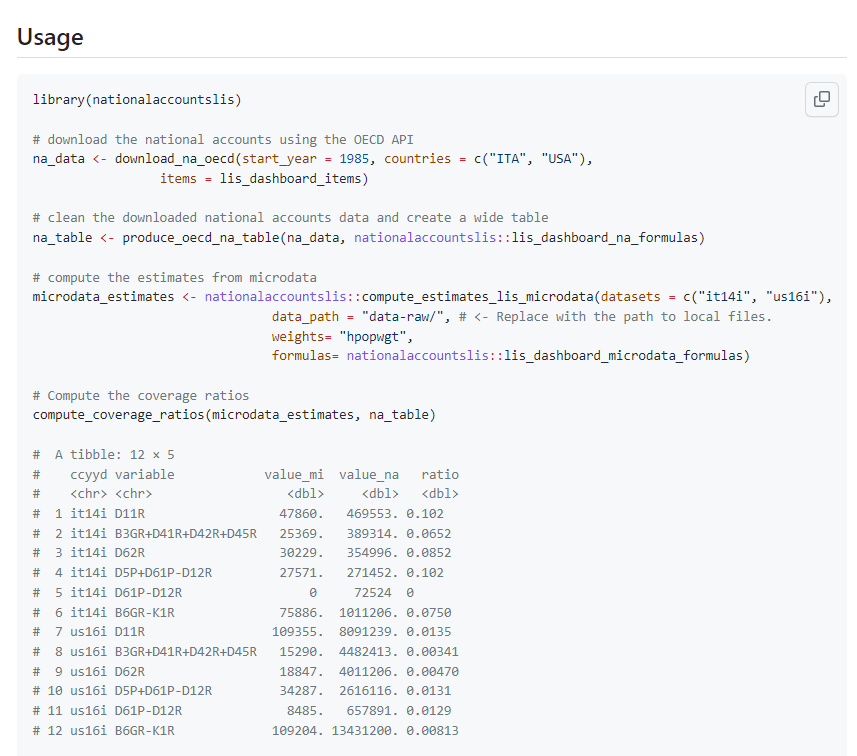 Usage
library(nationalaccountslis)
# download the national accounts using the OECD API
na_data <- download_na_oecd(start_year = 1985, countries = c("ITA", "USA"),
items = lis_dashboard_items)
# clean the downloaded national accounts data and create a wide table
na_table <- produce_oecd_na_table(na_data, nationalaccountslis::lis_dashboard_na_formulas)
# compute the estimates from microdata
microdata_estimates <- nationalaccountslis::compute_estimates_lis_microdata(datasets = c("it14i", "us16i"),
data_path = "data-raw/", # <- Replace with the path to local files.
weights= "hpopwgt",
formulas= nationalaccountslis::lis_dashboard_microdata_formulas)
# Compute the coverage ratios
compute_coverage_ratios(microdata_estimates, na_table)
# A tibble: 12 × 5
# ccyyd variable value_mi value_na ratio
# <chr> <chr> <dbl> <dbl> <dbl>
# 1 it14i D11R 47860. 469553. 0.102
# 2 it14i B3GR+D41R+D42R+D45R 25369. 389314. 0.0652
# 3 it14i D62R 30229. 354996. 0.0852
# 4 it14i D5P+D61P-D12R 27571. 271452. 0.102
# 5 it14i D61P-D12R 0 72524 0
# 6 it14i B6GR-K1R 75886. 1011206. 0.0750
# 7 us16i D11R 109355. 8091239. 0.0135
# 8 us16i B3GR+D41R+D42R+D45R 15290. 4482413. 0.00341
# 9 us16i D62R 18847. 4011206. 0.00470
# 10 us16i D5P+D61P-D12R 34287. 2616116. 0.0131
# 11 us16i D61P-D12R 8485. 657891. 0.0129
# 12 us16i B6GR-K1R 109204. 13431200. 0.00813